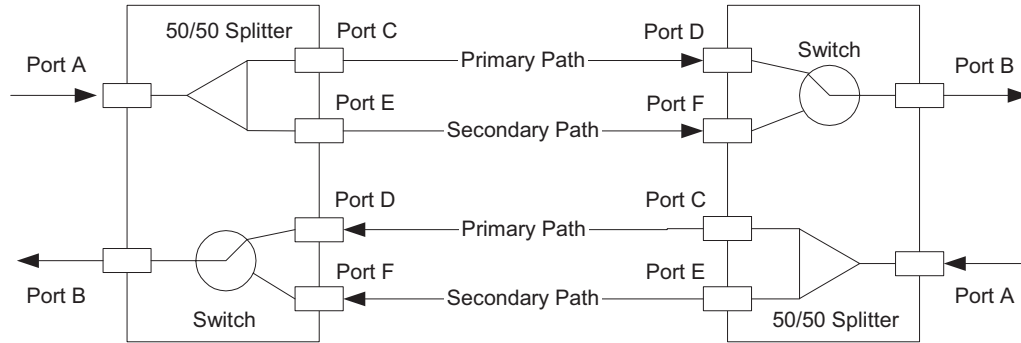 50/50 Splitter
Port C
Port D
Switch
Port A
Primary Path
Port B
Port E
Port F
Secondary Path
Port D
Port C
Primary Path
Port B
Port F
Port E
Port A
Secondary Path
Switch
50/50 Splitter